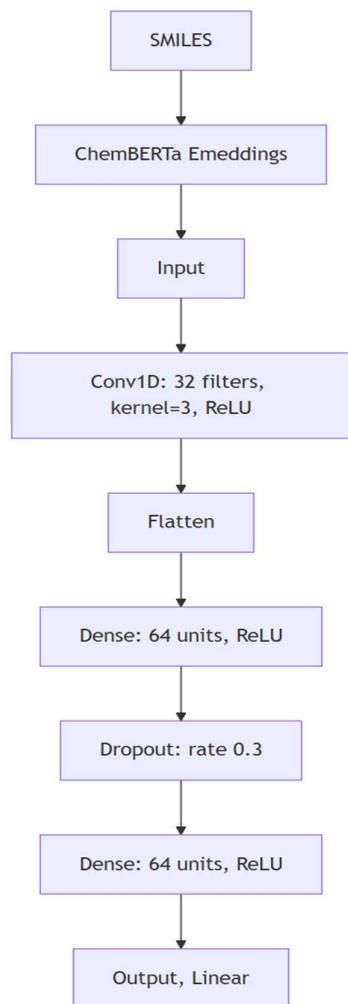 SMILES
ChemBERTa Emeddings
Input
Conv1D: 32 filters,
kernel=3, ReLU
Flatten
Dense: 64 units, ReLU
Dropout: rate 0.3
Dense: 64 units, ReLU
Output, Linear